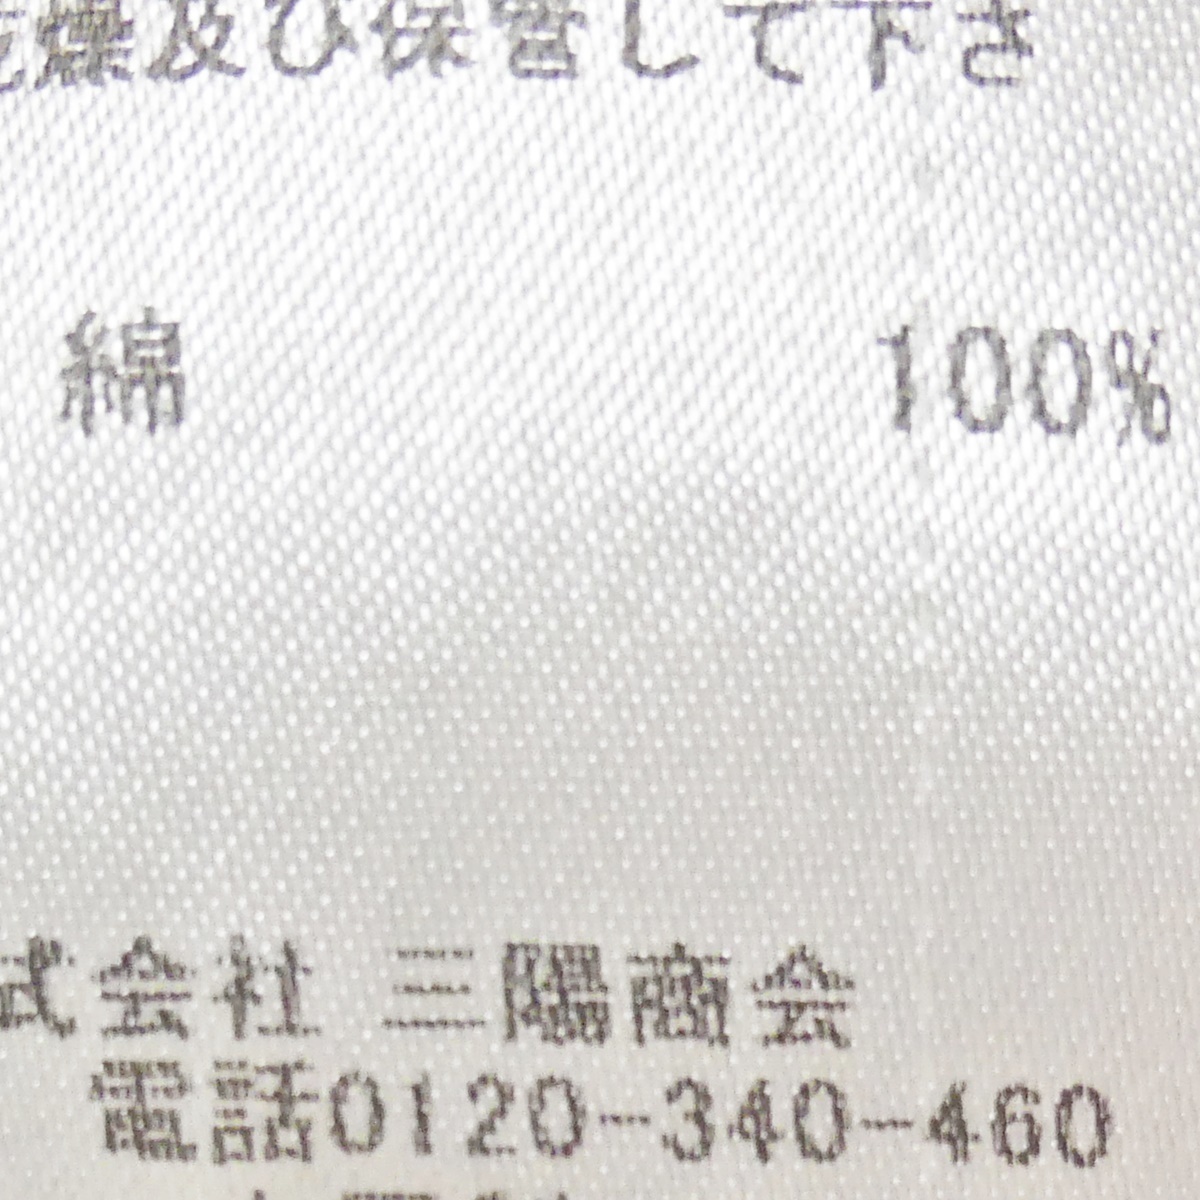 燥及び保管して下さ
綿 100%
式会社 三陽商会
電話0120-340-460